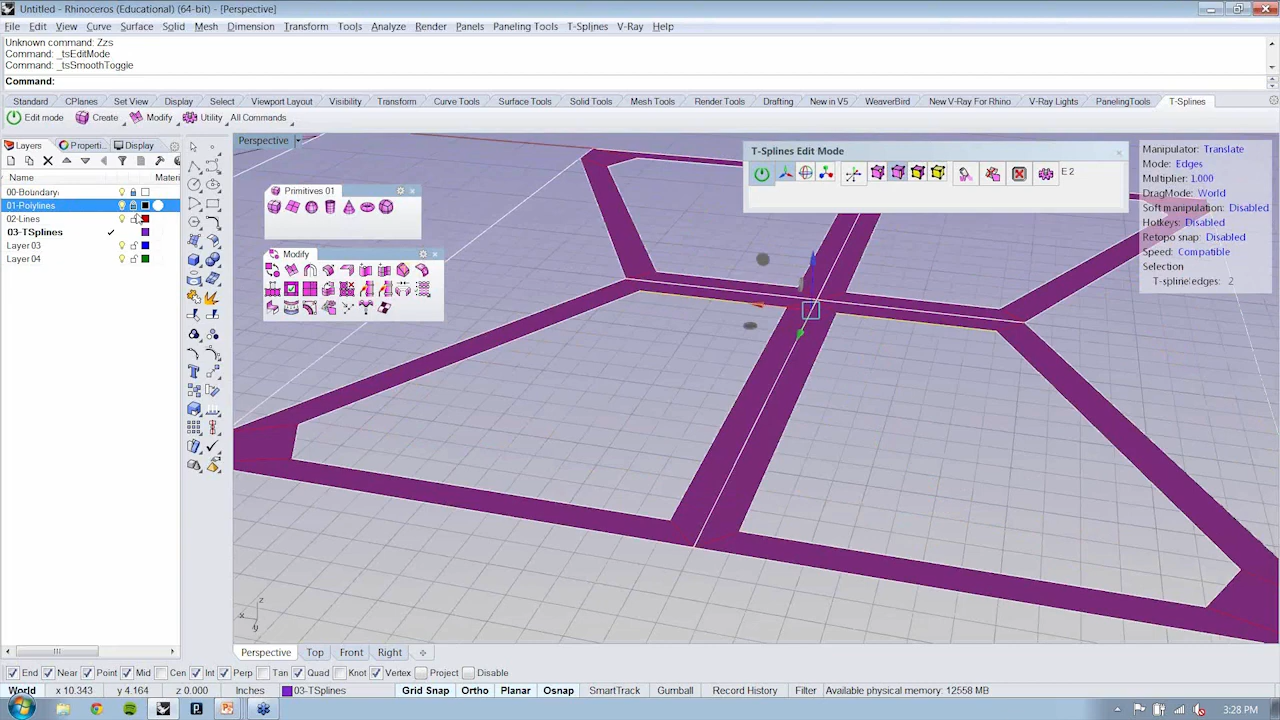 Untitled - Rhinoceros (Educational) (64-bit) - [Perspective]
File Edit View Curve Surface Solid Mesh Dimension Transform Tools Analyze Render Panels Paneling Tools T-Splines V-Ray Help
Unknown command: Zzs
Command: _tsEditMode
Command: _tsSmoothToggle
Command:
Standard CPlanes Set View Display Select Viewport Layout Visibility Transform Curve Tools Surface Tools Solid Tools Mesh Tools Render Tools Drafting New in V5 WeaverBird New V-Ray For Rhino V-Ray Lights PanelingTools T-Splines
Edit mode Create Modify Utility All Commands
Layers Properti... Display
Name Materi
00-Boundary
01-Polylines
02-Lines
03-TSplines
Layer 03
Layer 04
Perspective
Primitives 01
Modify
T-Splines Edit Mode
E 2
Manipulator: Translate
Mode: Edges
Multiplier: 1.000
DragMode: World
Soft manipulation: Disabled
Hotkeys: Disabled
Retopo snap: Disabled
Speed: Compatible
Selection
T-spline edges: 2
z
x
y
Perspective Top Front Right
End Near Point Mid Cen Int Perp Tan Quad Knot Vertex Project Disable
World x 10.343 y 4.164 z 0.000 Inches 03-TSplines Grid Snap Ortho Planar Osnap SmartTrack Gumball Record History Filter Available physical memory: 12558 MB
3:28 PM